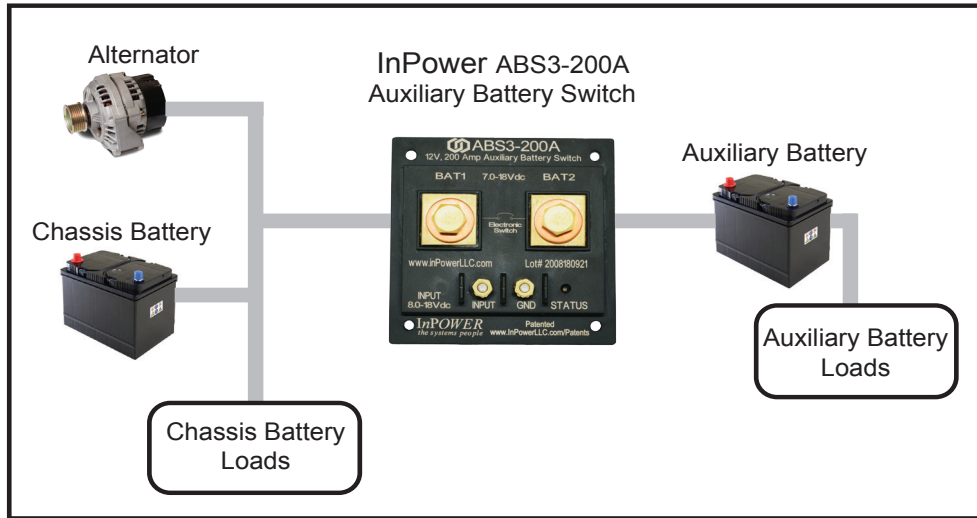 Alternator
InPower ABS3-200A
Auxiliary Battery Switch
ABS3-200A
12V, 200 Amp Auxiliary Battery Switch
BAT1 7.0-18Vdc BAT2
Electronic
Switch
www.inPowerLLC.com Lot# 2008180921
INPUT
8.0-18Vdc INPUT GND STATUS
InPOWER
the systems people
Patented
www.InPowerLLC.com/Patents
Auxiliary Battery
Chassis Battery
Auxiliary Battery
Loads
Chassis Battery
Loads